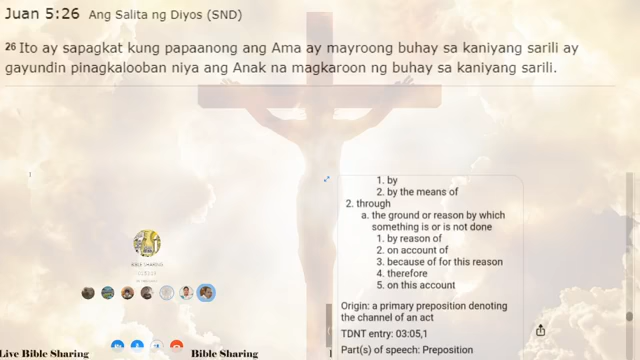 Juan 5:26 Ang Salita ng Diyos (SND)
26 Ito ay sapagkat kung papaanong ang Ama ay mayroong buhay sa kaniyang sarili ay
gayundin pinagkalooban niya ang Anak na magkaroon ng buhay sa kaniyang sarili.
1. by
2. by the means of
2. through
a. the ground or reason by which
something is or is not done
1. by reason of
2. on account of
3. because of for this reason
4. therefore
5. on this account
Origin: a primary preposition denoting
the channel of an act
TDNT entry: 03:05,1
Part(s) of speech: Preposition
BIBLE SHARING
Live Bible Sharing
Bible Sharing